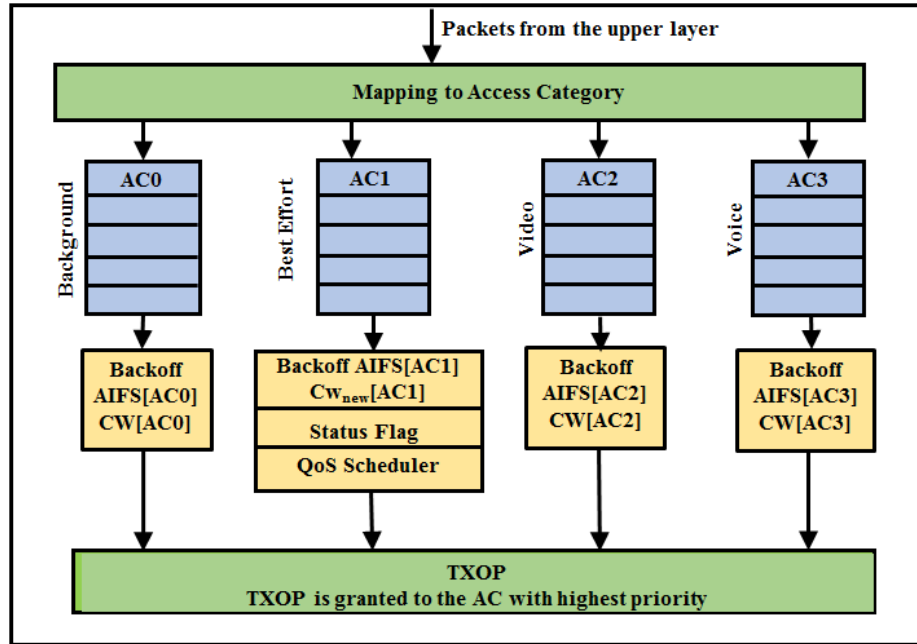 Packets from the upper layer
Mapping to Access Category
Background
AC0
Best Effort
AC1
Video
AC2
Voice
AC3
Backoff
AIFS[AC0]
CW[AC0]
Backoff AIFS[AC1]
Cwnew[AC1]
Status Flag
QoS Scheduler
Backoff
AIFS[AC2]
CW[AC2]
Backoff
AIFS[AC3]
CW[AC3]
TXOP
TXOP is granted to the AC with highest priority